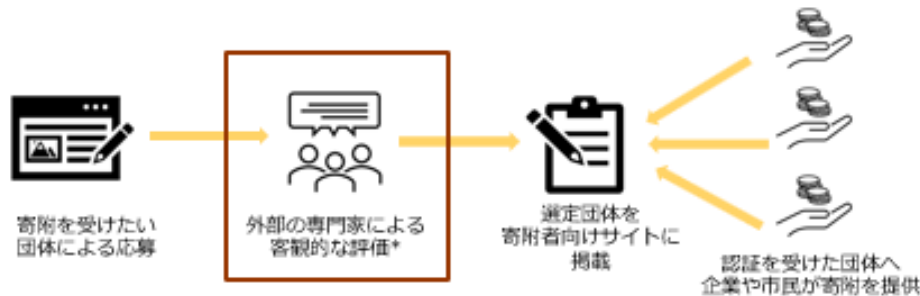 寄附を受けたい
団体による応募
外部の専門家による
客観的な評価*
選定団体を
寄附者向けサイトに
掲載
認証を受けた団体へ
企業や市民が寄附を提供